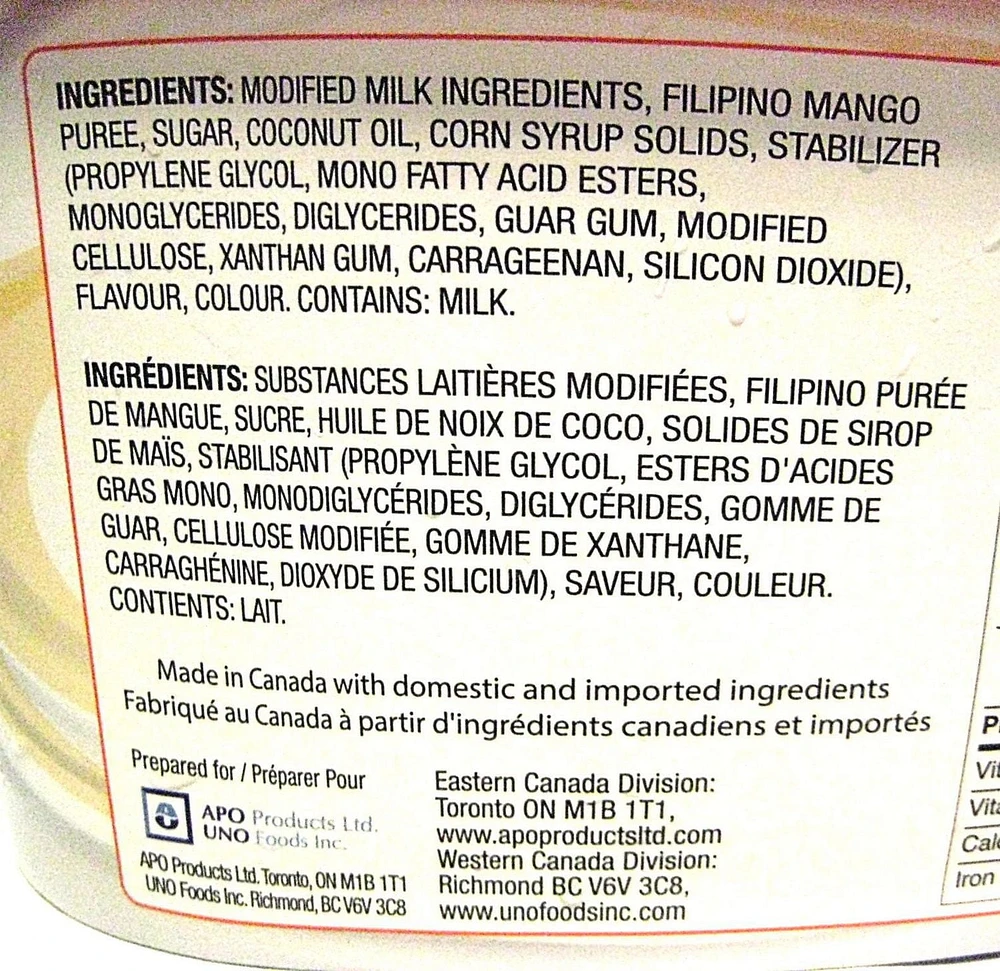 INGREDIENTS: MODIFIED MILK INGREDIENTS, FILIPINO MANGO
PUREE, SUGAR, COCONUT OIL, CORN SYRUP SOLIDS, STABILIZER
(PROPYLENE GLYCOL, MONO FATTY ACID ESTERS,
MONOGLYCERIDES, DIGLYCERIDES, GUAR GUM, MODIFIED
CELLULOSE, XANTHAN GUM, CARRAGEENAN, SILICON DIOXIDE),
FLAVOUR, COLOUR. CONTAINS: MILK.
INGRÉDIENTS: SUBSTANCES LAITIÈRES MODIFIÉES, FILIPINO PURÉE
DE MANGUE, SUCRE, HUILE DE NOIX DE COCO, SOLIDES DE SIROP
DE MAÏS, STABILISANT (PROPYLÈNE GLYCOL, ESTERS D'ACIDES
GRAS MONO, MONODIGLYCÉRIDES, DIGLYCÉRIDES, GOMME DE
GUAR, CELLULOSE MODIFIÉE, GOMME DE XANTHANE,
CARRAGHÉNINE, DIOXYDE DE SILICIUM), SAVEUR, COULEUR.
CONTIENTS: LAIT.
Made in Canada with domestic and imported ingredients
Fabriqué au Canada à partir d'ingrédients canadiens et importés
Prepared for / Préparer Pour
APO Products Ltd.
UNO Foods Inc.
APO Products Ltd. Toronto, ON M1B 1T1
UNO Foods Inc. Richmond, BC V6V 3C8
Eastern Canada Division:
Toronto ON M1B 1T1,
www.apoproductsltd.com
Western Canada Division:
Richmond BC V6V 3C8,
www.unofoodsinc.com
Iron